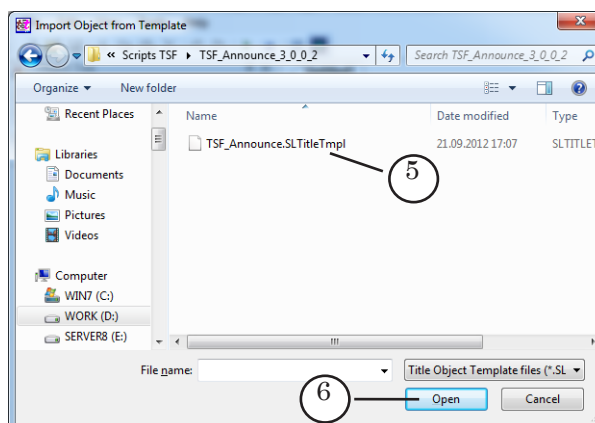 Import Object from Template
« Scripts TSF ▸ TSF_Announce_3_0_0_2
Search TSF_Announce_3_0_0_2
Organize ▾ New folder
Recent Places
Libraries
Documents
Music
Pictures
Videos
Computer
WIN7 (C:)
WORK (D:)
SERVER8 (E:)
Name Date modified Type
TSF_Announce.SLTitleTmpl 21.09.2012 17:07 SLTITLET
5
File name:
Title Object Template files (*.SL
6
Open Cancel